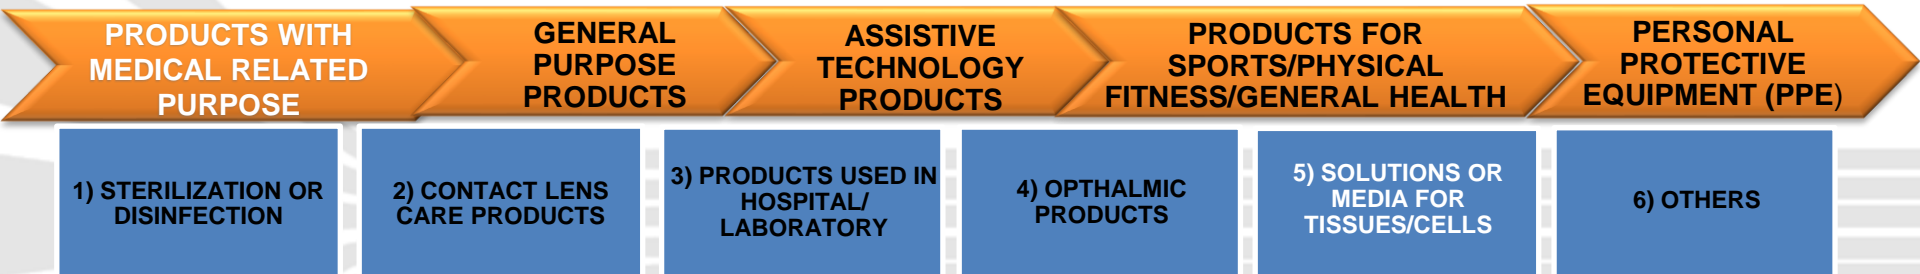 PRODUCTS WITH
MEDICAL RELATED
PURPOSE
GENERAL
PURPOSE
PRODUCTS
ASSISTIVE
TECHNOLOGY
PRODUCTS
PRODUCTS FOR
SPORTS/PHYSICAL
FITNESS/GENERAL HEALTH
PERSONAL
PROTECTIVE
EQUIPMENT (PPE)
1) STERILIZATION OR
DISINFECTION
2) CONTACT LENS
CARE PRODUCTS
3) PRODUCTS USED IN
HOSPITAL/
LABORATORY
4) OPTHALMIC
PRODUCTS
5) SOLUTIONS OR
MEDIA FOR
TISSUES/CELLS
6) OTHERS